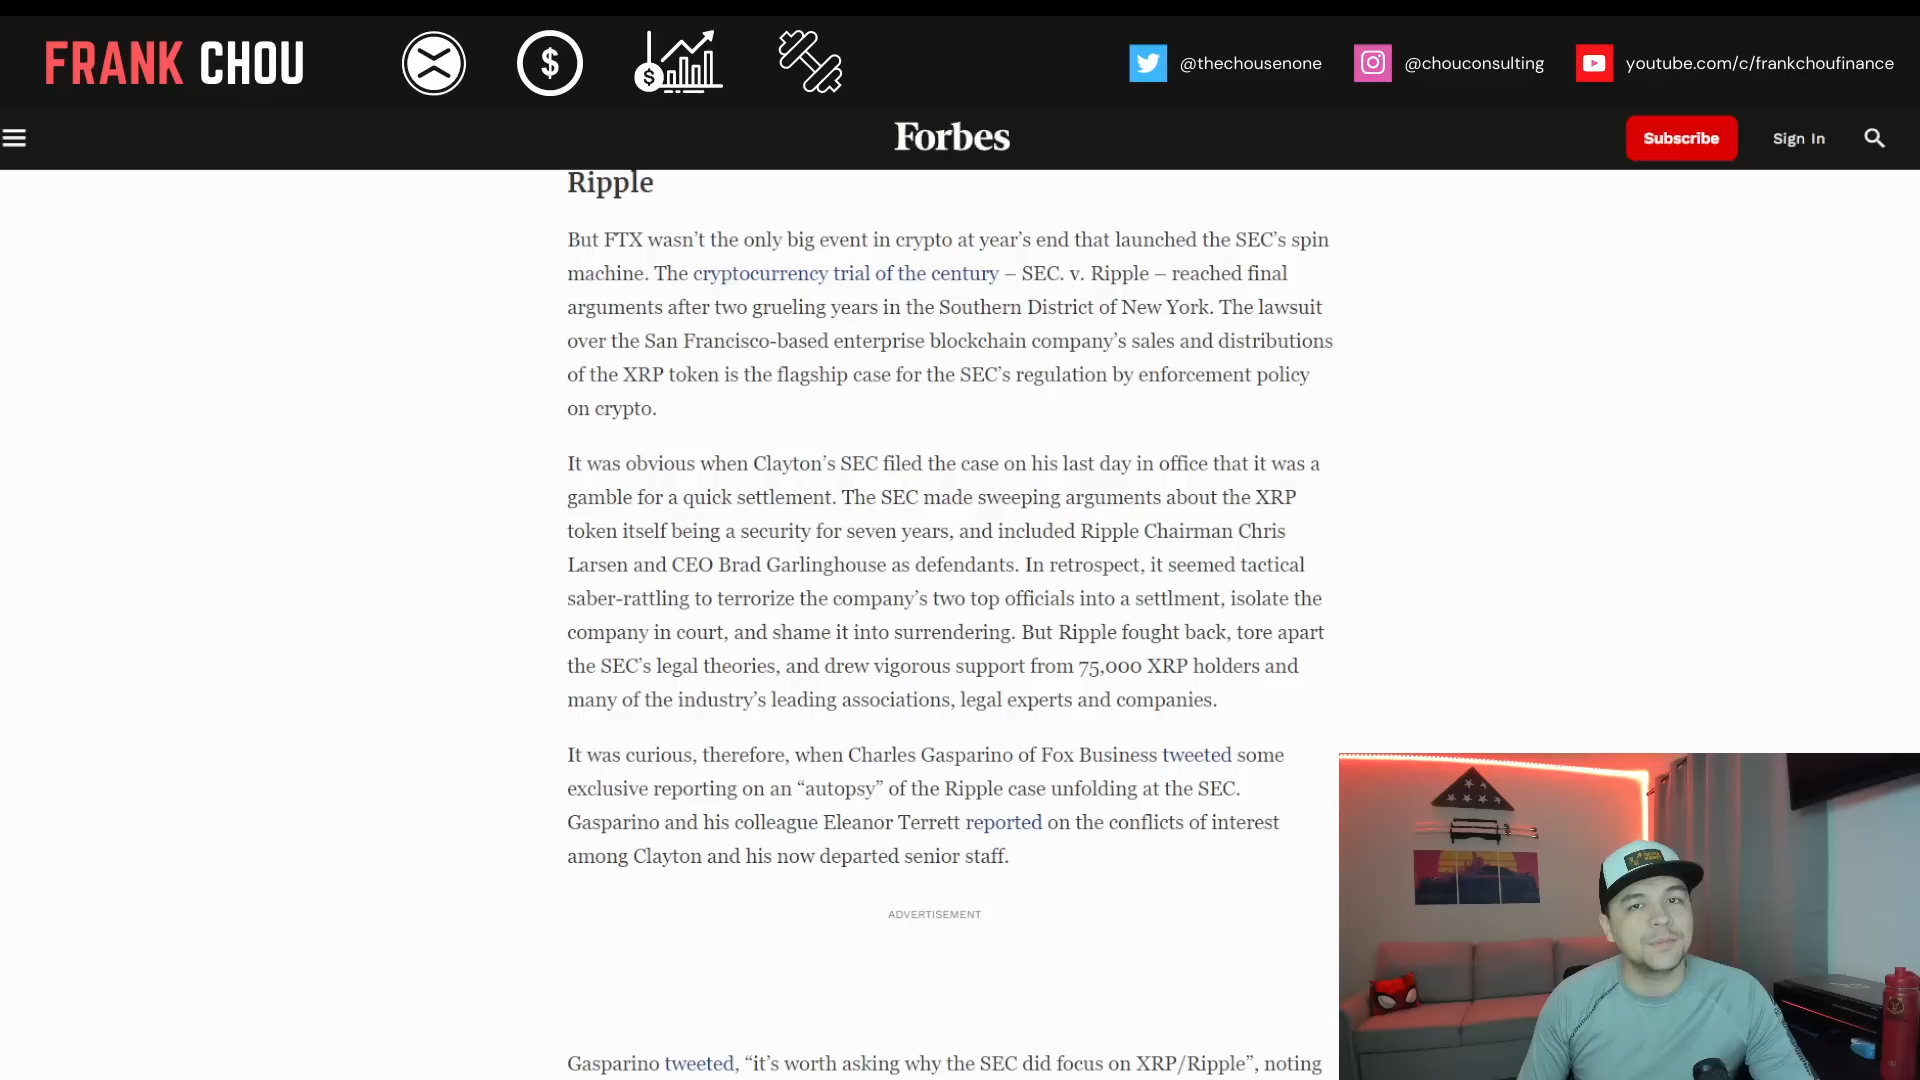 FRANK CHOU
$
$
@thechousenone
@chouconsulting
youtube.com/c/frankchoufinance
Forbes
Subscribe
Sign In
Ripple
But FTX wasn’t the only big event in crypto at year’s end that launched the SEC’s spin
machine. The cryptocurrency trial of the century – SEC. v. Ripple – reached final
arguments after two grueling years in the Southern District of New York. The lawsuit
over the San Francisco-based enterprise blockchain company’s sales and distributions
of the XRP token is the flagship case for the SEC’s regulation by enforcement policy
on crypto.
It was obvious when Clayton’s SEC filed the case on his last day in office that it was a
gamble for a quick settlement. The SEC made sweeping arguments about the XRP
token itself being a security for seven years, and included Ripple Chairman Chris
Larsen and CEO Brad Garlinghouse as defendants. In retrospect, it seemed tactical
saber-rattling to terrorize the company’s two top officials into a settlment, isolate the
company in court, and shame it into surrendering. But Ripple fought back, tore apart
the SEC’s legal theories, and drew vigorous support from 75,000 XRP holders and
many of the industry’s leading associations, legal experts and companies.
It was curious, therefore, when Charles Gasparino of Fox Business tweeted some
exclusive reporting on an “autopsy” of the Ripple case unfolding at the SEC.
Gasparino and his colleague Eleanor Terrett reported on the conflicts of interest
among Clayton and his now departed senior staff.
ADVERTISEMENT
Gasparino tweeted, “it’s worth asking why the SEC did focus on XRP/Ripple”, noting